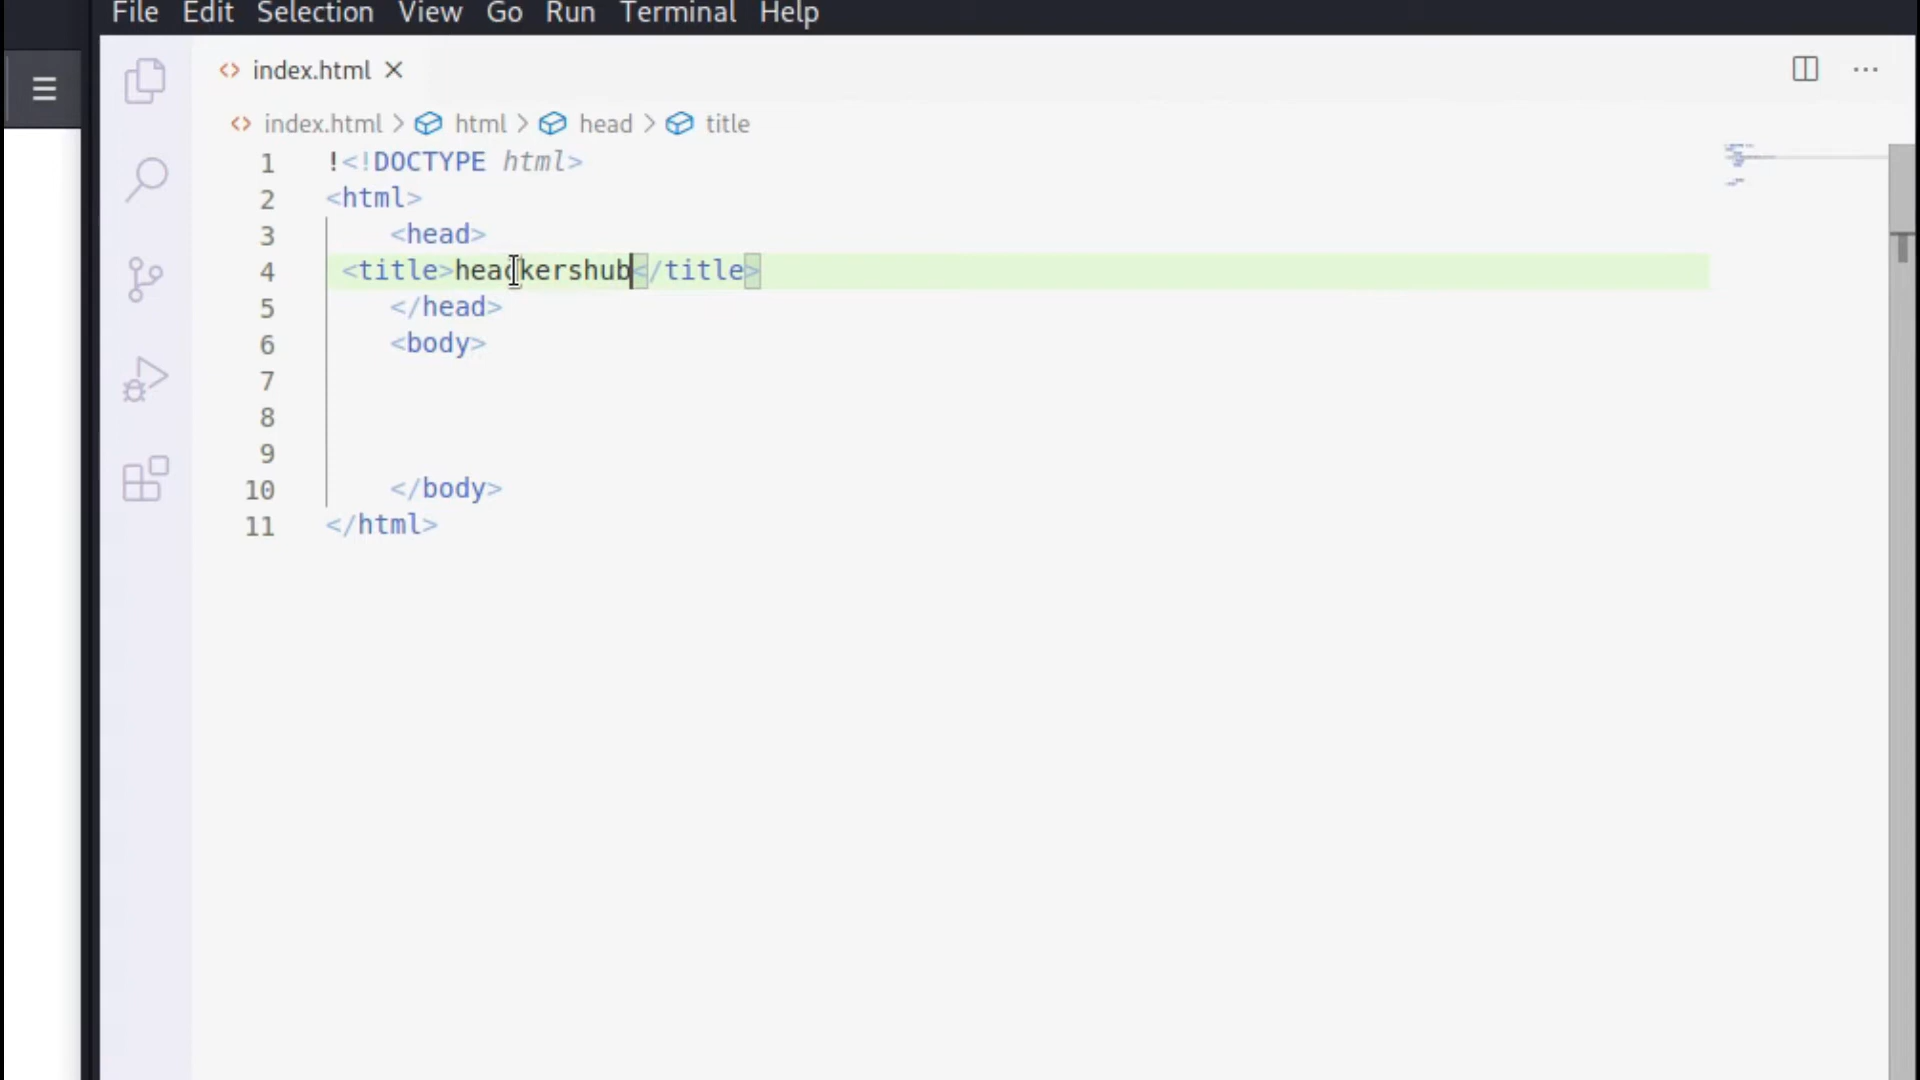 File Edit Selection View Go Run Terminal Help
index.html
index.html > html > head > title
1 !<!DOCTYPE html>
2 <html>
3 <head>
4 <title>heackershub</title>
5 </head>
6 <body>
7
8
9
10 </body>
11 </html>